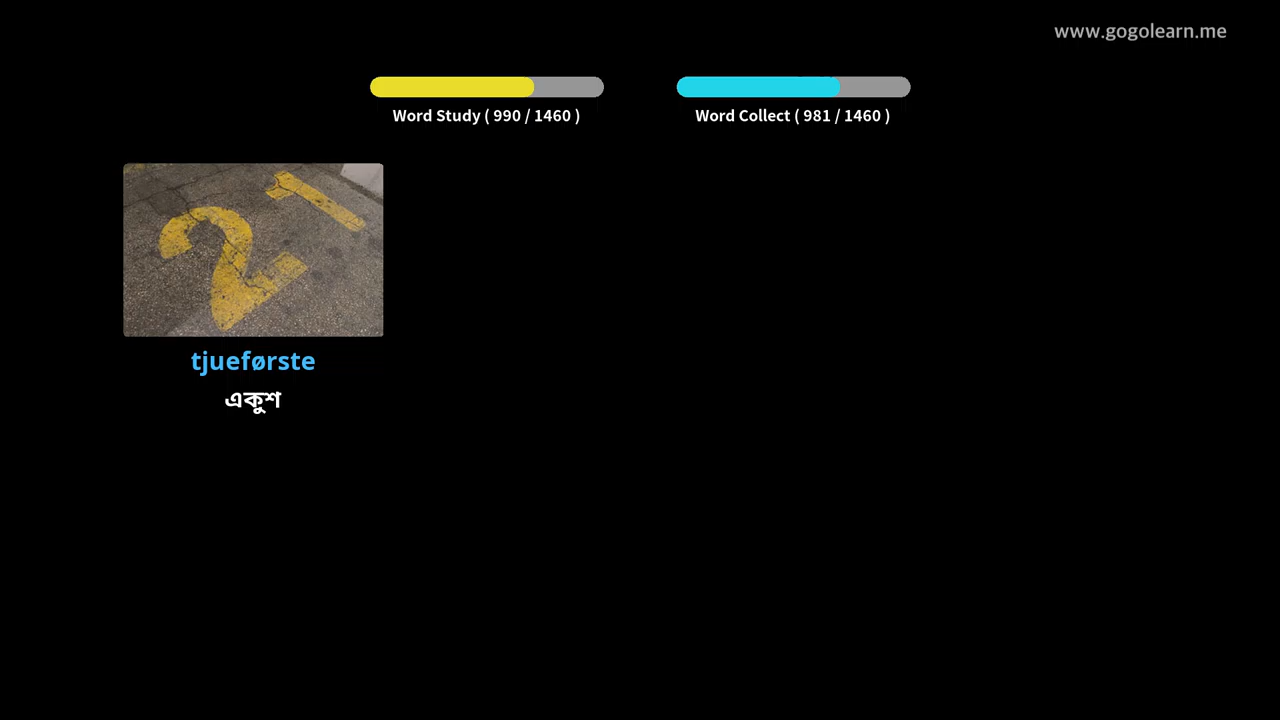 www.gogolearn.me
Word Study ( 990 / 1460 )
Word Collect ( 981 / 1460 )
21
tjueførste
একুশ